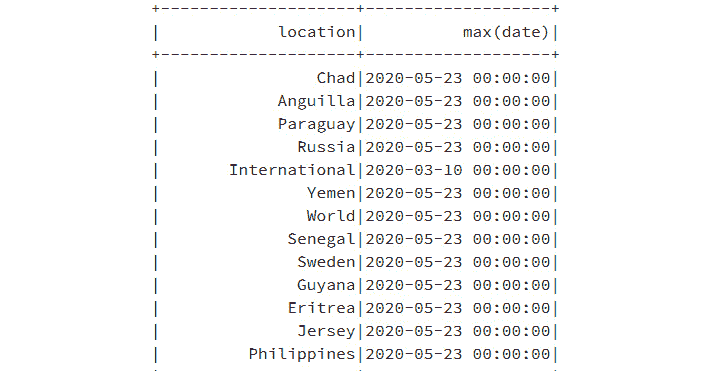 +--------------------+-------------------+
|            location|          max(date)|
+--------------------+-------------------+
|                Chad|2020-05-23 00:00:00|
|            Anguilla|2020-05-23 00:00:00|
|            Paraguay|2020-05-23 00:00:00|
|              Russia|2020-05-23 00:00:00|
|       International|2020-03-10 00:00:00|
|               Yemen|2020-05-23 00:00:00|
|               World|2020-05-23 00:00:00|
|             Senegal|2020-05-23 00:00:00|
|              Sweden|2020-05-23 00:00:00|
|              Guyana|2020-05-23 00:00:00|
|             Eritrea|2020-05-23 00:00:00|
|              Jersey|2020-05-23 00:00:00|
|         Philippines|2020-05-23 00:00:00|